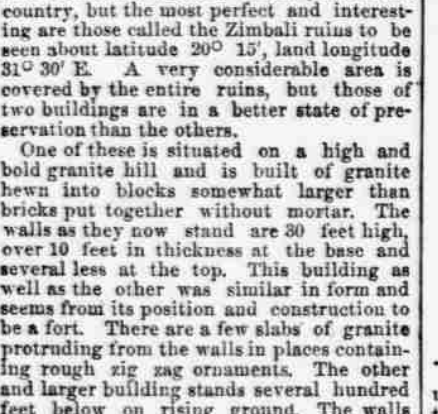 country, but the most perfect and interest-
ing are those called the Zimbali ruins to be
seen about latitude 20° 15', land longitude
31° 30' E. A very considerable area is
covered by the entire ruins, but those of
two buildings are in a better state of pre-
servation than the others.
One of these is situated on a high and
bold granite hill and is built of granite
hewn into blocks somewhat larger than
bricks put together without mortar. The
walls as they now stand are 30 feet high,
over 10 feet in thickness at the base and
several less at the top. This building as
well as the other was similar in form and
seems from its position and construction to
be a fort. There are a few slabs of granite
protruding from the walls in places contain-
ing rough zig zag ornaments. The other
and larger building stands several hundred
feet below on rising ground. The walls